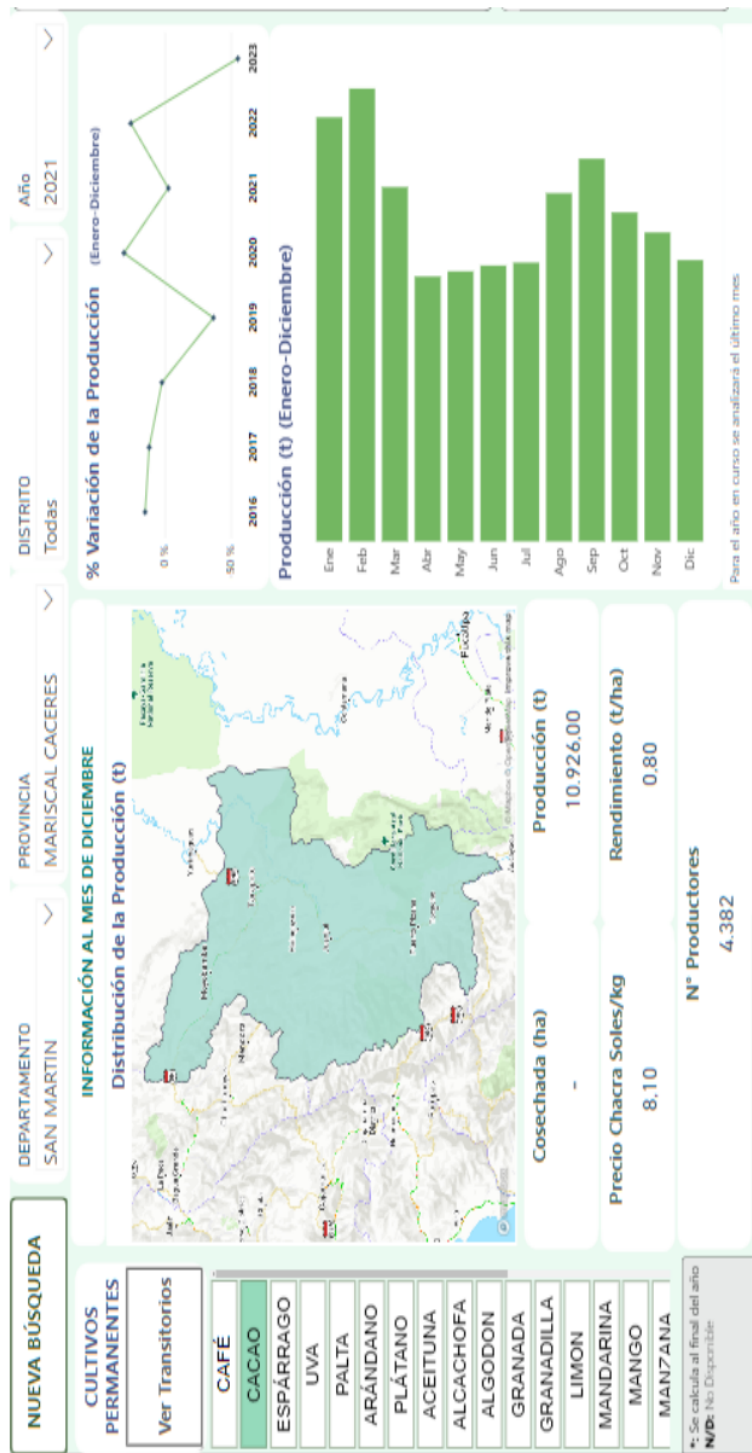 NUEVA BÚSQUEDA
DEPARTAMENTO
SAN MARTIN
PROVINCIA
MARISCAL CACERES
DISTRITO
Todas
Año
2021
CULTIVOS
PERMANENTES
Ver Transitorios
CAFÉ
CACAO
ESPÁRRAGO
UVA
PALTA
ARÁNDANO
PLÁTANO
ACEITUNA
ALCACHOFA
ALGODON
GRANADA
GRANADILLA
LIMON
MANDARINA
MANGO
MANZANA
*: Se calcula al final del año
N/D: No Disponible
INFORMACIÓN AL MES DE DICIEMBRE
Distribución de la Producción (t)
Moyobamba
Pucallpa
Cosechada (ha)
-
Producción (t)
10.926.00
Precio Chacra Soles/kg
8.10
Rendimiento (t/ha)
0.80
N° Productores
4.382
% Variación de la Producción (Enero-Diciembre)
0 %
-50 %
2016 2017 2018 2019 2020 2021 2022 2023
Producción (t) (Enero-Diciembre)
Ene
Feb
Mar
Abr
May
Jun
Jul
Ago
Sep
Oct
Nov
Dic
Para el año en curso se analizará el último mes